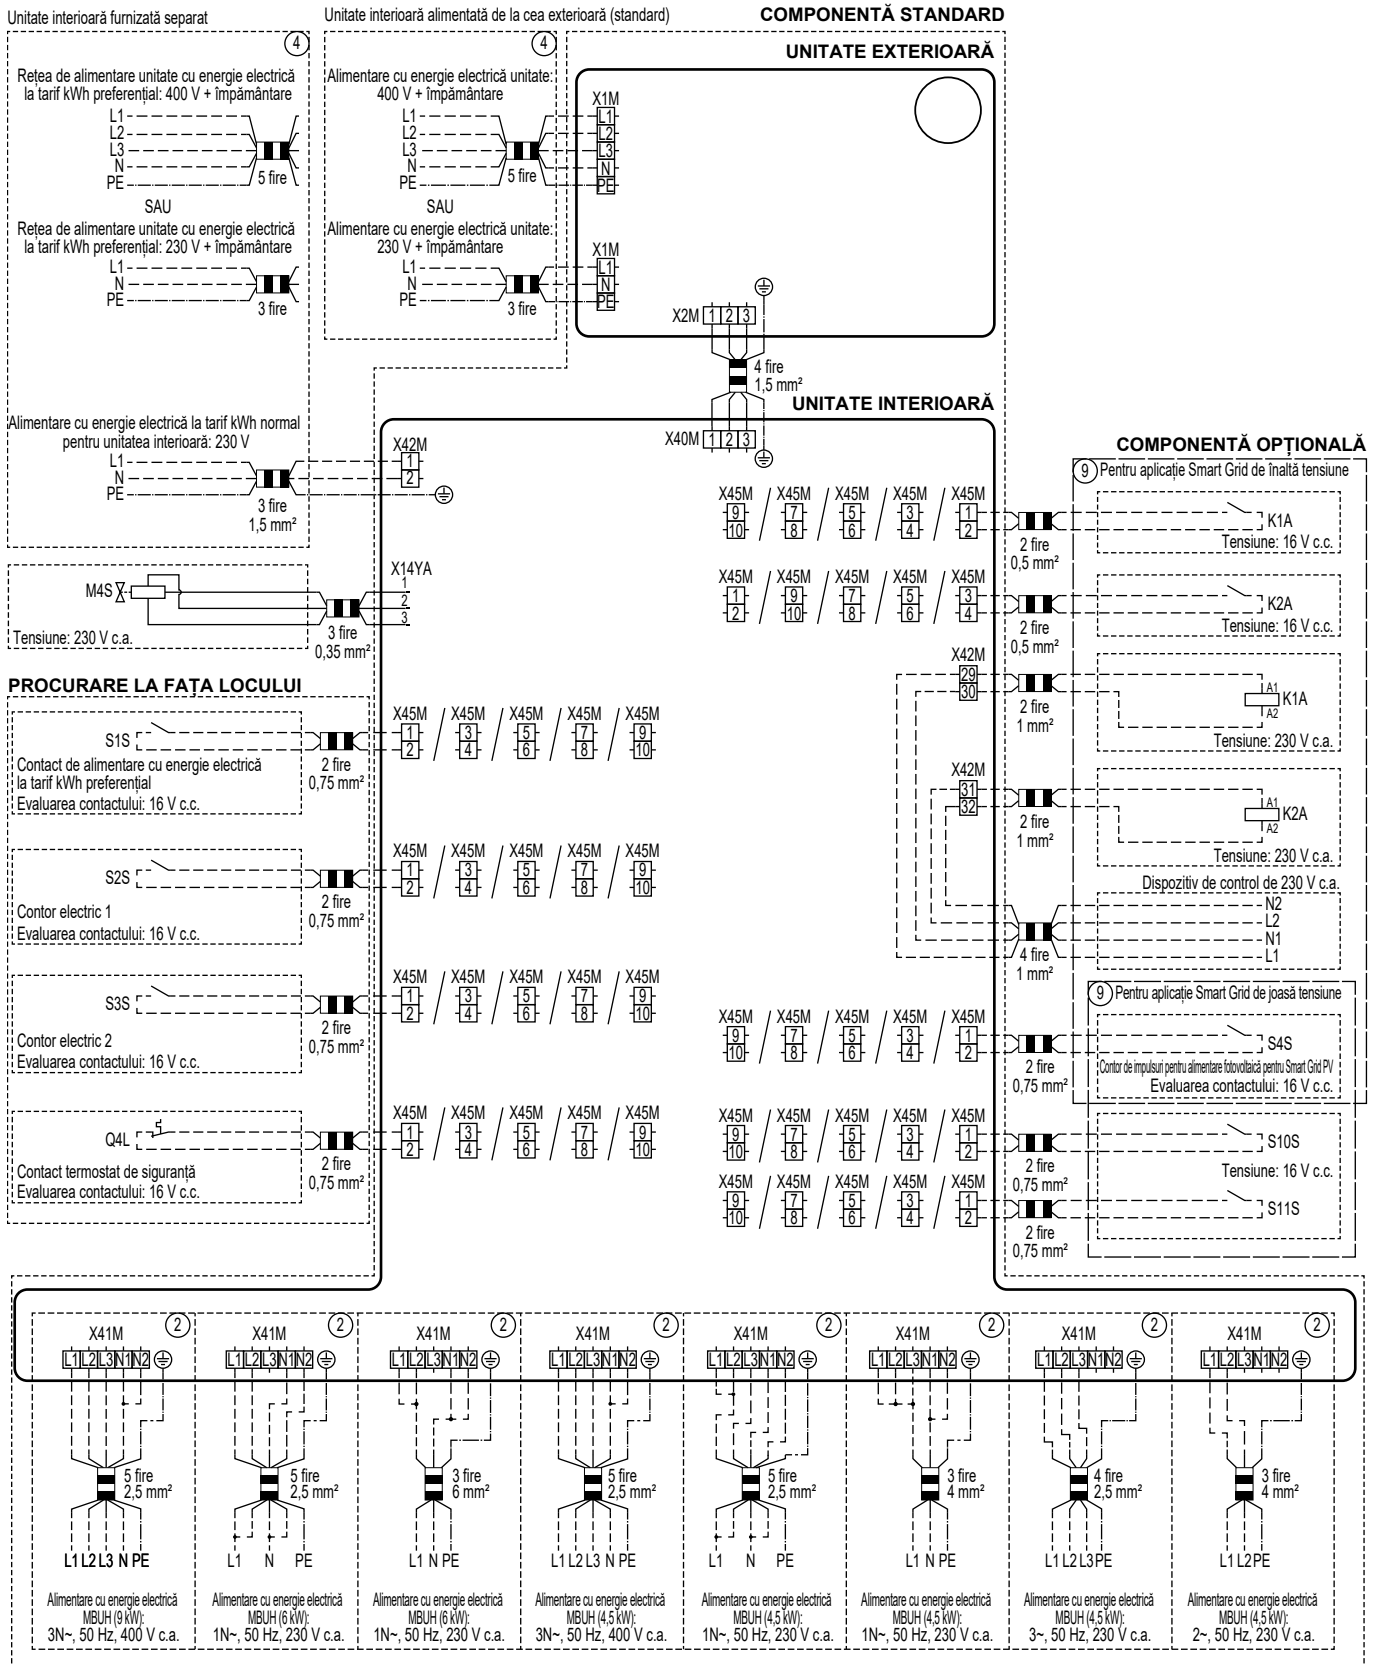 Unitate interioară furnizată separat
4
Rețea de alimentare unitate cu energie electrică
la tarif kWh preferențial: 400 V + împământare
L1
L2
L3
N
PE
5 fire
SAU
Rețea de alimentare unitate cu energie electrică
la tarif kWh preferențial: 230 V + împământare
L1
N
PE
3 fire
Alimentare cu energie electrică la tarif kWh normal
pentru unitatea interioară: 230 V
L1
N
PE
3 fire
1,5 mm²
X42M
1
2
Unitate interioară alimentată de la cea exterioară (standard)
4
Alimentare cu energie electrică unitate:
400 V + împământare
L1
L2
L3
N
PE
5 fire
SAU
Alimentare cu energie electrică unitate:
230 V + împământare
L1
N
PE
3 fire
COMPONENTĂ STANDARD
UNITATE EXTERIOARĂ
X1M
L1
L2
L3
N
PE
X1M
L1
N
PE
X2M 1 2 3
4 fire
1,5 mm²
UNITATE INTERIOARĂ
X40M 1 2 3
M4S
Tensiune: 230 V c.a.
3 fire
0,35 mm²
X14YA
1
2
3
PROCURARE LA FAȚA LOCULUI
S1S
Contact de alimentare cu energie electrică
la tarif kWh preferențial
Evaluarea contactului: 16 V c.c.
2 fire
0,75 mm²
X45M / X45M / X45M / X45M / X45M
1 3 5 7 9
2 4 6 8 10
S2S
Contor electric 1
Evaluarea contactului: 16 V c.c.
2 fire
0,75 mm²
X45M / X45M / X45M / X45M / X45M
1 3 5 7 9
2 4 6 8 10
S3S
Contor electric 2
Evaluarea contactului: 16 V c.c.
2 fire
0,75 mm²
X45M / X45M / X45M / X45M / X45M
1 3 5 7 9
2 4 6 8 10
Q4L
Contact termostat de siguranță
Evaluarea contactului: 16 V c.c.
2 fire
0,75 mm²
X45M / X45M / X45M / X45M / X45M
1 3 5 7 9
2 4 6 8 10
COMPONENTĂ OPȚIONALĂ
9 Pentru aplicație Smart Grid de înaltă tensiune
X45M / X45M / X45M / X45M / X45M
9 7 5 3 1
10 8 6 4 2
2 fire
0,5 mm²
K1A
Tensiune: 16 V c.c.
X45M / X45M / X45M / X45M / X45M
1 9 7 5 3
2 10 8 6 4
2 fire
0,5 mm²
K2A
Tensiune: 16 V c.c.
X42M
29
30
2 fire
1 mm²
A1
K1A
A2
Tensiune: 230 V c.a.
X42M
31
32
2 fire
1 mm²
A1
K2A
A2
Tensiune: 230 V c.a.
Dispozitiv de control de 230 V c.a.
N2
L2
N1
L1
4 fire
1 mm²
9 Pentru aplicație Smart Grid de joasă tensiune
X45M / X45M / X45M / X45M / X45M
9 7 5 3 1
10 8 6 4 2
2 fire
0,75 mm²
S4S
Contor de impulsuri pentru alimentare fotovoltaică pentru Smart Grid PV
Evaluarea contactului: 16 V c.c.
X45M / X45M / X45M / X45M / X45M
9 7 5 3 1
10 8 6 4 2
2 fire
0,75 mm²
S10S
Tensiune: 16 V c.c.
X45M / X45M / X45M / X45M / X45M
9 7 5 3 1
10 8 6 4 2
2 fire
0,75 mm²
S11S
2
X41M
L1 L2 L3 N1 N2
5 fire
2,5 mm²
L1 L2 L3 N PE
Alimentare cu energie electrică
MBUH (9 kW):
3N~, 50 Hz, 400 V c.a.
2
X41M
L1 L2 L3 N1 N2
5 fire
2,5 mm²
L1 N PE
Alimentare cu energie electrică
MBUH (6 kW):
1N~, 50 Hz, 230 V c.a.
2
X41M
L1 L2 L3 N1 N2
3 fire
6 mm²
L1 N PE
Alimentare cu energie electrică
MBUH (6 kW):
1N~, 50 Hz, 230 V c.a.
2
X41M
L1 L2 L3 N1 N2
5 fire
2,5 mm²
L1 L2 L3 N PE
Alimentare cu energie electrică
MBUH (4,5 kW):
3N~, 50 Hz, 400 V c.a.
2
X41M
L1 L2 L3 N1 N2
5 fire
2,5 mm²
L1 N PE
Alimentare cu energie electrică
MBUH (4,5 kW):
1N~, 50 Hz, 230 V c.a.
2
X41M
L1 L2 L3 N1 N2
3 fire
4 mm²
L1 N PE
Alimentare cu energie electrică
MBUH (4,5 kW):
1N~, 50 Hz, 230 V c.a.
2
X41M
L1 L2 L3 N1 N2
4 fire
2,5 mm²
L1 L2 L3 PE
Alimentare cu energie electrică
MBUH (4,5 kW):
3~, 50 Hz, 230 V c.a.
2
X41M
L1 L2 L3 N1 N2
3 fire
4 mm²
L1 L2 PE
Alimentare cu energie electrică
MBUH (4,5 kW):
2~, 50 Hz, 230 V c.a.